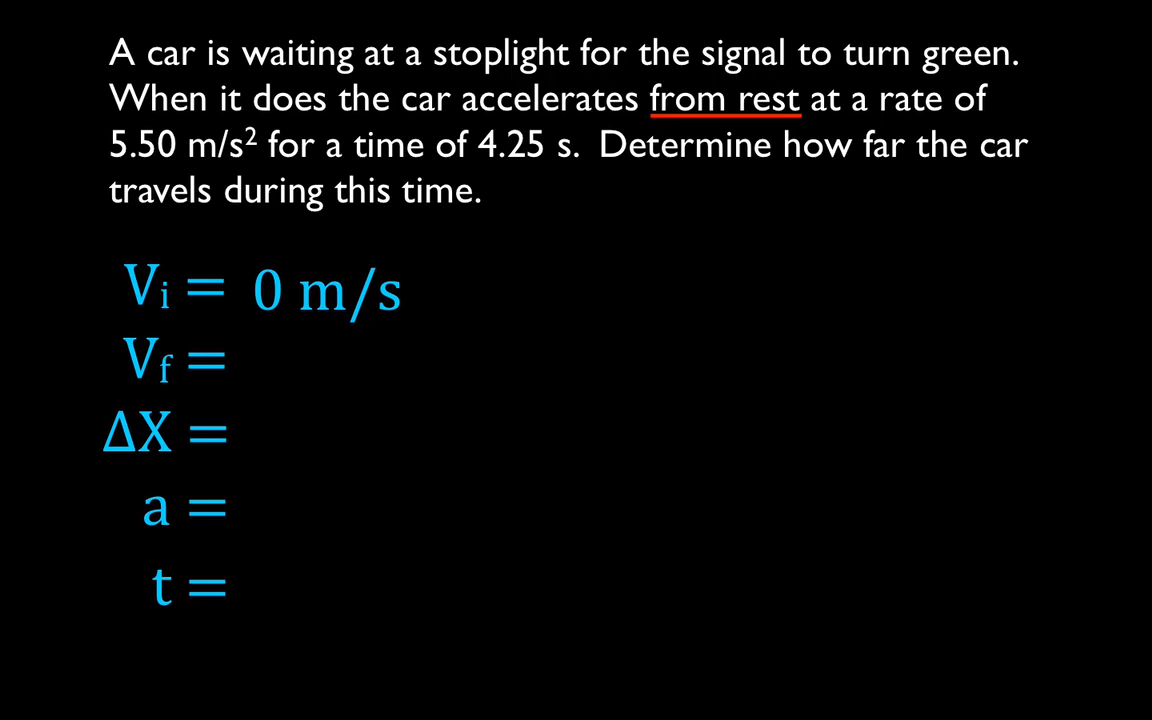 A car is waiting at a stoplight for the signal to turn green.
When it does the car accelerates from rest at a rate of
5.50 m/s² for a time of 4.25 s. Determine how far the car
travels during this time.
Vᵢ = 0 m/s
Vf =
ΔX =
a =
t =